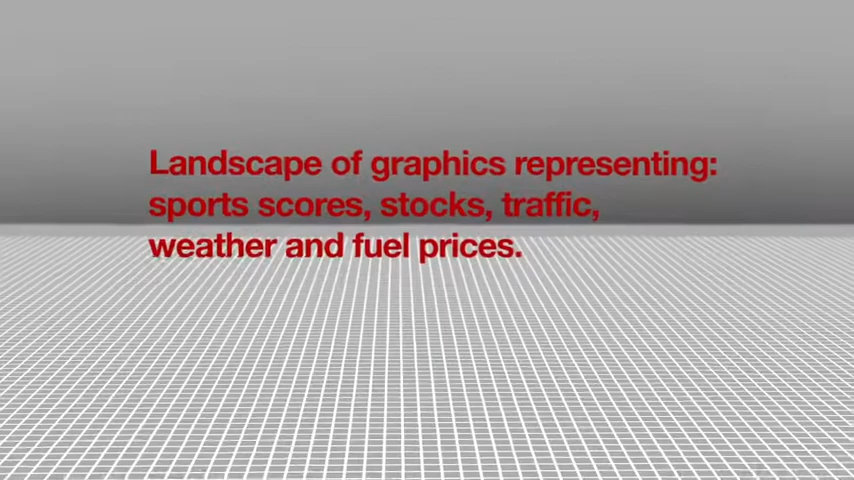 Landscape of graphics representing:
sports scores, stocks, traffic,
weather and fuel prices.